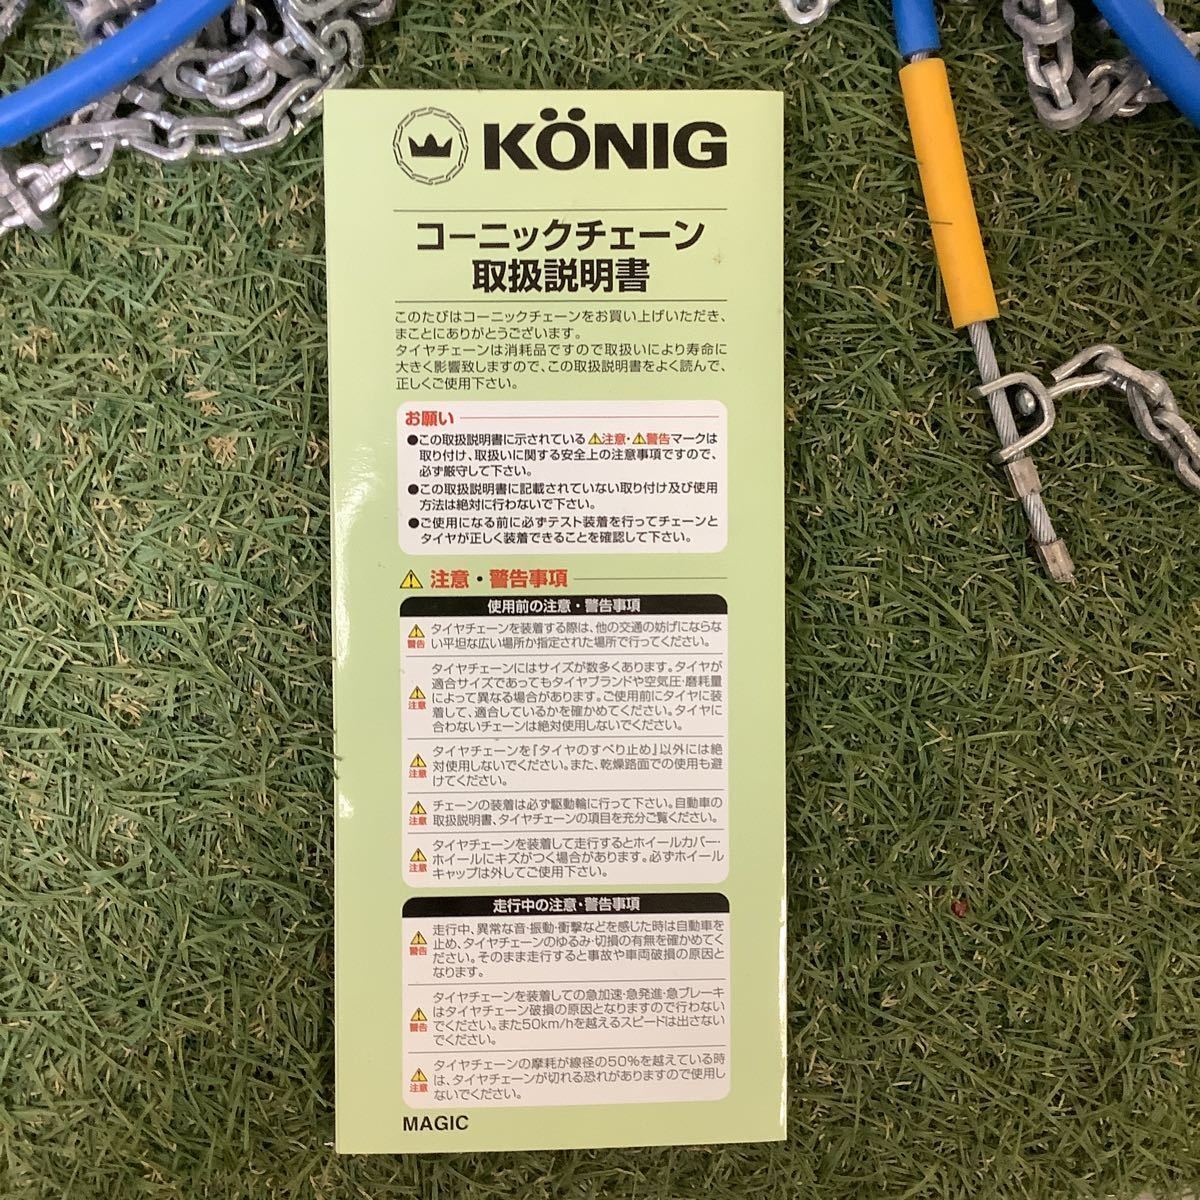 KÖNIG
コーニックチェーン
取扱説明書
このたびはコーニックチェーンをお買い上げいただき、
まことにありがとうございます。
タイヤチェーンは消耗品ですので取扱いにより寿命に
大きく影響致しますので、この取扱説明書をよく読んで、
正しくご使用下さい。
お願い
●この取扱説明書に示されている⚠注意・⚠警告マークは
取り付け、取扱いに関する安全上の注意事項ですので、
必ず厳守して下さい。
●この取扱説明書に記載されていない取り付け及び使用
方法は絶対に行わないで下さい。
●ご使用になる前に必ずテスト装着を行ってチェーンと
タイヤが正しく装着できることを確認して下さい。
⚠ 注意・警告事項
使用前の注意・警告事項
⚠警告 タイヤチェーンを装着する際は、他の交通の妨げにならな
い平坦な広い場所か指定された場所で行ってください。
⚠注意 タイヤチェーンにはサイズが数多くあります。タイヤが
適合サイズであってもタイヤブランドや空気圧・磨耗量
によって異なる場合があります。ご使用前にタイヤに装
着して、適合しているかを確かめてください。タイヤに
合わないチェーンは絶対使用しないでください。
⚠注意 タイヤチェーンを『タイヤのすべり止め』以外には絶
対使用しないでください。また、乾燥路面での使用も避
けてください。
⚠注意 チェーンの装着は必ず駆動輪に行って下さい。自動車の
取扱説明書、タイヤチェーンの項目を充分ご覧ください。
⚠注意 タイヤチェーンを装着して走行するとホイールカバー・
ホイールにキズがつく場合があります。必ずホイール
キャップは外してご使用下さい。
走行中の注意・警告事項
⚠警告 走行中、異常な音・振動・衝撃などを感じた時は自動車を
止め、タイヤチェーンのゆるみ・切損の有無を確かめてく
ださい。そのまま走行すると事故や車両破損の原因と
なります。
⚠警告 タイヤチェーンを装着しての急加速・急発進・急ブレーキ
はタイヤチェーン破損の原因となりますので行わない
でください。また50km/hを越えるスピードは出さない
でください。
⚠注意 タイヤチェーンの摩耗が線径の50%を越えている時
は、タイヤチェーンが切れる恐れがありますので使用し
ないでください。
MAGIC